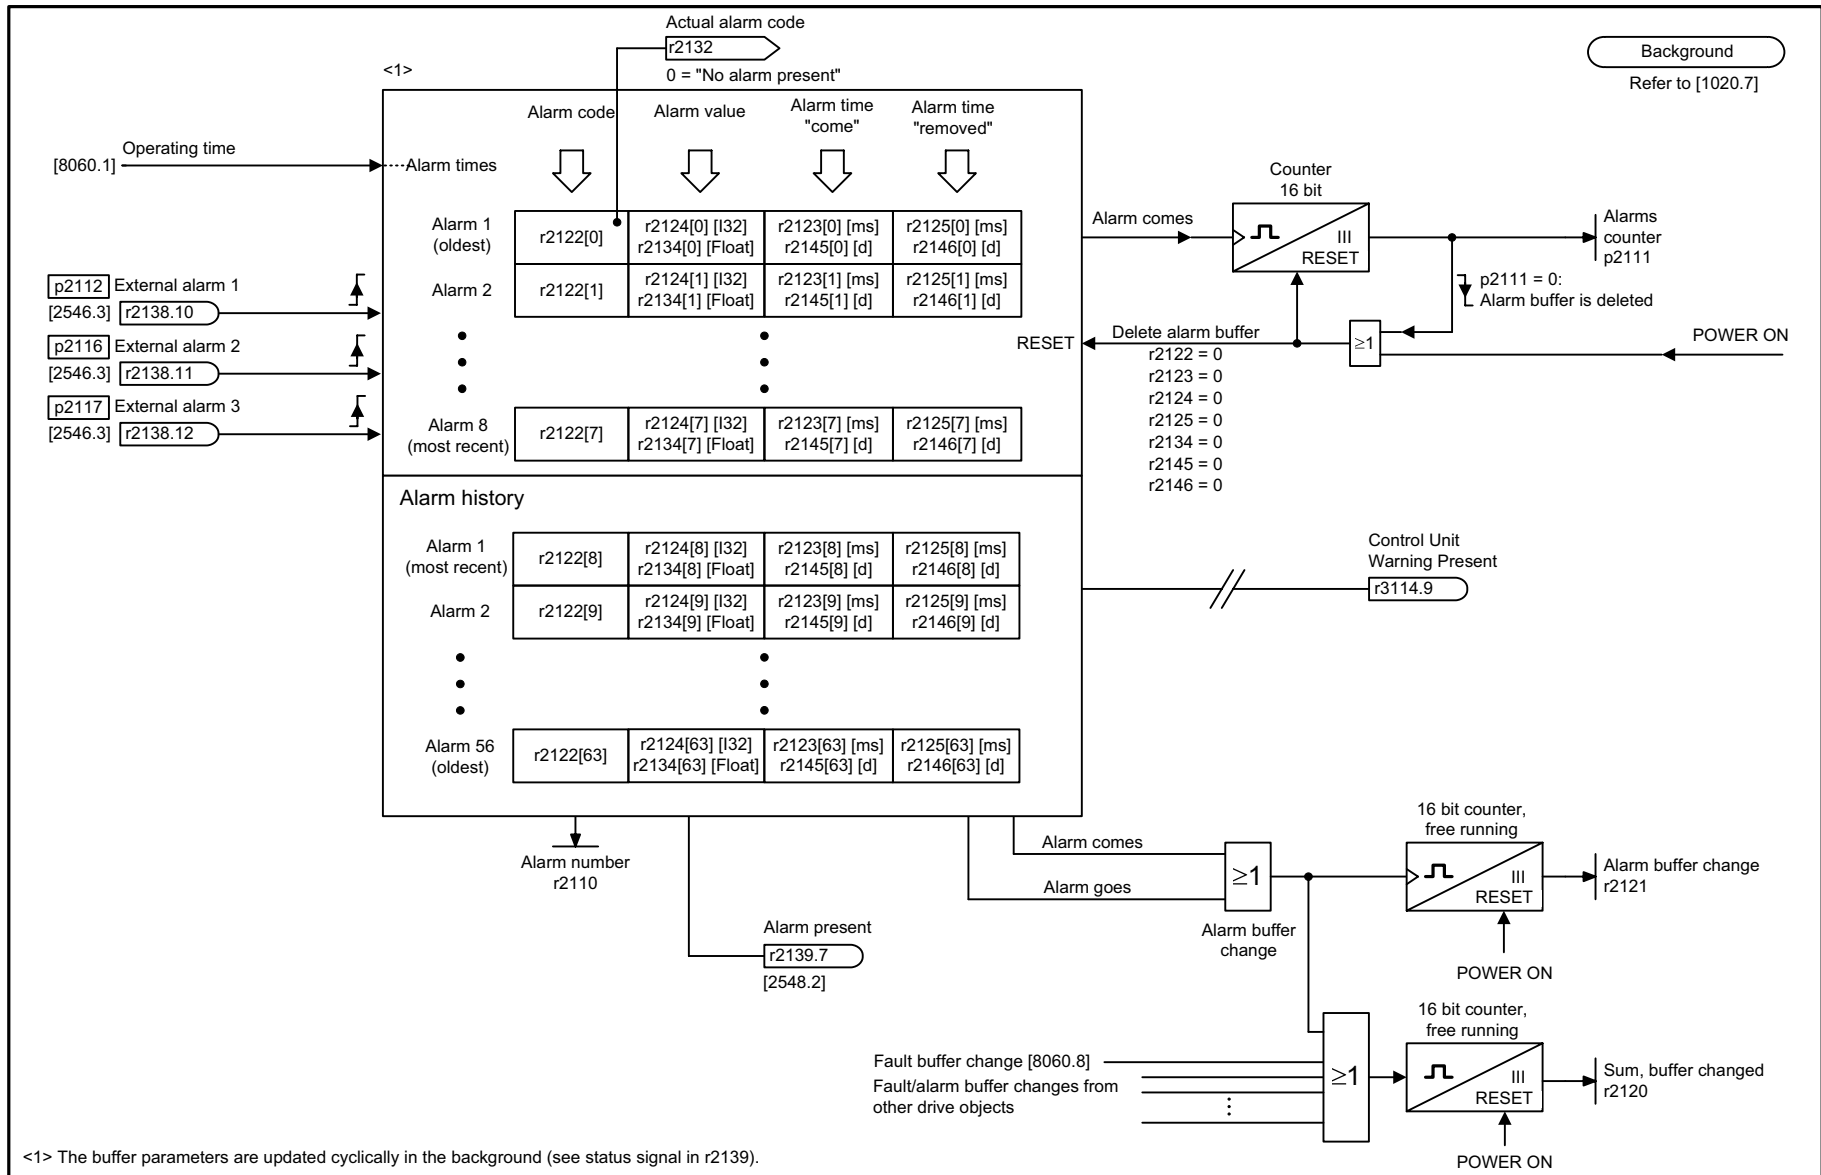 Actual alarm code
r2132
0 = "No alarm present"
<1>
Background
Refer to [1020.7]
Alarm code
Alarm value
Alarm time
"come"
Alarm time
"removed"
Operating time
[8060.1]
Alarm times
Alarm 1
(oldest)
r2122[0]
r2124[0] [I32]
r2134[0] [Float]
r2123[0] [ms]
r2145[0] [d]
r2125[0] [ms]
r2146[0] [d]
Alarm 2
r2122[1]
r2124[1] [I32]
r2134[1] [Float]
r2123[1] [ms]
r2145[1] [d]
r2125[1] [ms]
r2146[1] [d]
Alarm 8
(most recent)
r2122[7]
r2124[7] [I32]
r2134[7] [Float]
r2123[7] [ms]
r2145[7] [d]
r2125[7] [ms]
r2146[7] [d]
p2112 External alarm 1
[2546.3] r2138.10
p2116 External alarm 2
[2546.3] r2138.11
p2117 External alarm 3
[2546.3] r2138.12
Alarm comes
Counter
16 bit
III
RESET
Alarms
counter
p2111
p2111 = 0:
Alarm buffer is deleted
≥1
POWER ON
RESET
Delete alarm buffer
r2122 = 0
r2123 = 0
r2124 = 0
r2125 = 0
r2134 = 0
r2145 = 0
r2146 = 0
Alarm history
Alarm 1
(most recent)
r2122[8]
r2124[8] [I32]
r2134[8] [Float]
r2123[8] [ms]
r2145[8] [d]
r2125[8] [ms]
r2146[8] [d]
Alarm 2
r2122[9]
r2124[9] [I32]
r2134[9] [Float]
r2123[9] [ms]
r2145[9] [d]
r2125[9] [ms]
r2146[9] [d]
Alarm 56
(oldest)
r2122[63]
r2124[63] [I32]
r2134[63] [Float]
r2123[63] [ms]
r2145[63] [d]
r2125[63] [ms]
r2146[63] [d]
Control Unit
Warning Present
r3114.9
Alarm number
r2110
Alarm present
r2139.7
[2548.2]
Alarm comes
Alarm goes
≥1
Alarm buffer
change
16 bit counter,
free running
III
RESET
POWER ON
Alarm buffer change
r2121
Fault buffer change [8060.8]
Fault/alarm buffer changes from
other drive objects
≥1
16 bit counter,
free running
III
RESET
POWER ON
Sum, buffer changed
r2120
<1> The buffer parameters are updated cyclically in the background (see status signal in r2139).